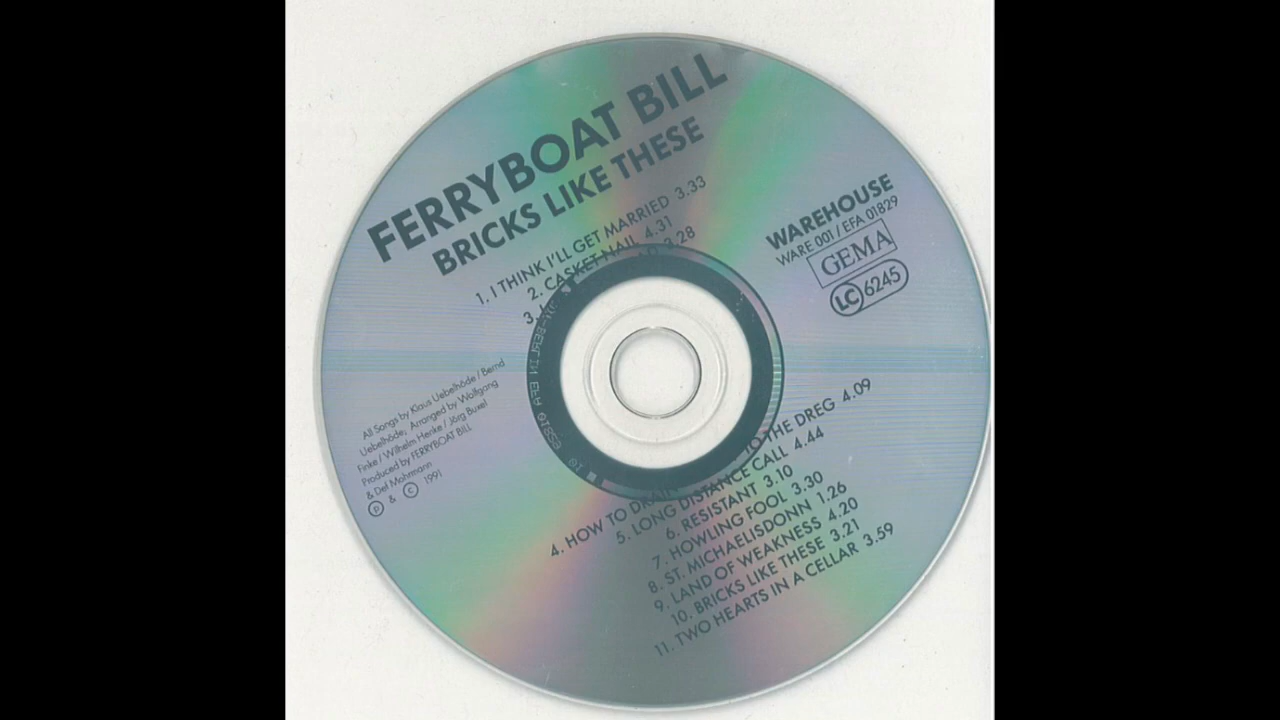 FERRYBOAT BILL
BRICKS LIKE THESE
1. I THINK I'LL GET MARRIED 3.33
2. CASKET NAIL 4.31
3. 3.28
WAREHOUSE
WARE 001 / EFA 01829
GEMA
LC 6245
All Songs by Klaus Uebelhöde / Bernd
Uebelhöde; Arranged by Wolfgang
Finke / Wilhelm Henke / Jörg Buxel
Produced by FERRYBOAT BILL
& Def Mohrmann
℗ & © 1991
4. HOW TO DRAIN TO THE DREG 4.09
5. LONG DISTANCE CALL 4.44
6. RESISTANT 3.10
7. HOWLING FOOL 3.30
8. ST. MICHAELISDONN 1.26
9. LAND OF WEAKNESS 4.20
10. BRICKS LIKE THESE 3.21
11. TWO HEARTS IN A CELLAR 3.59